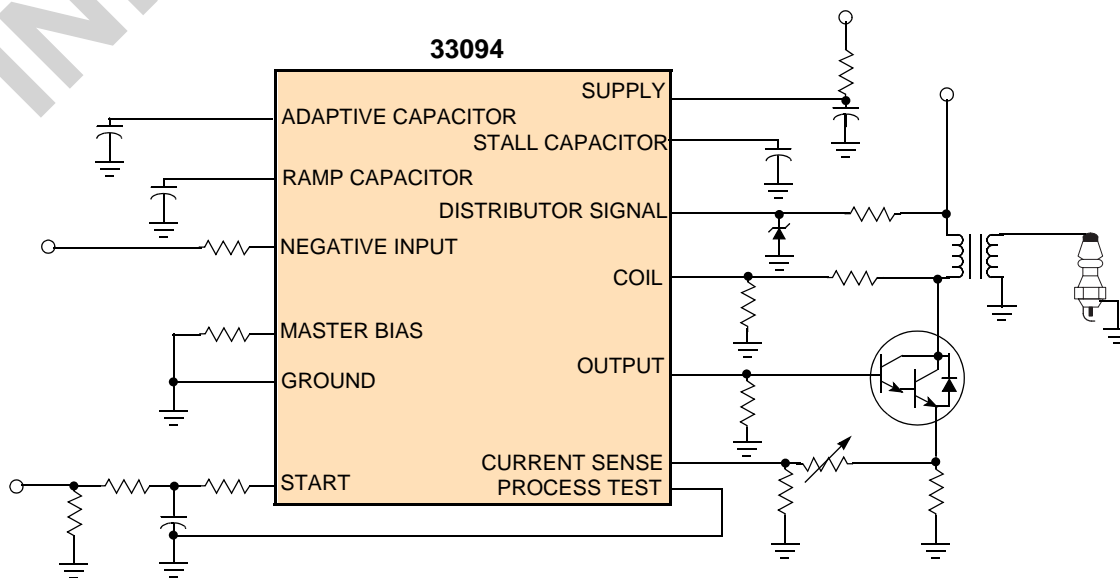 33094
SUPPLY
ADAPTIVE CAPACITOR
STALL CAPACITOR
RAMP CAPACITOR
DISTRIBUTOR SIGNAL
NEGATIVE INPUT
COIL
MASTER BIAS
OUTPUT
GROUND
CURRENT SENSE
START
PROCESS TEST